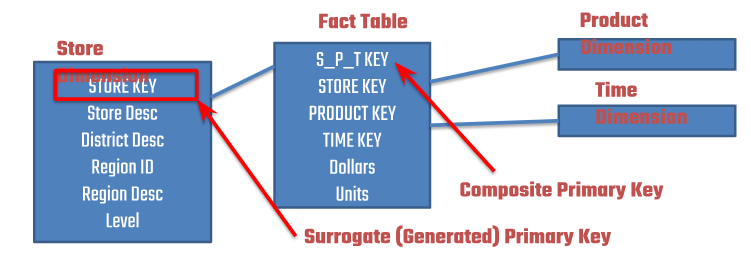 Store
Dimension
STORE KEY
Store Desc
District Desc
Region ID
Region Desc
Level
Fact Table
S_P_T KEY
STORE KEY
PRODUCT KEY
TIME KEY
Dollars
Units
Product
Dimension
Time
Dimension
Composite Primary Key
Surrogate (Generated) Primary Key